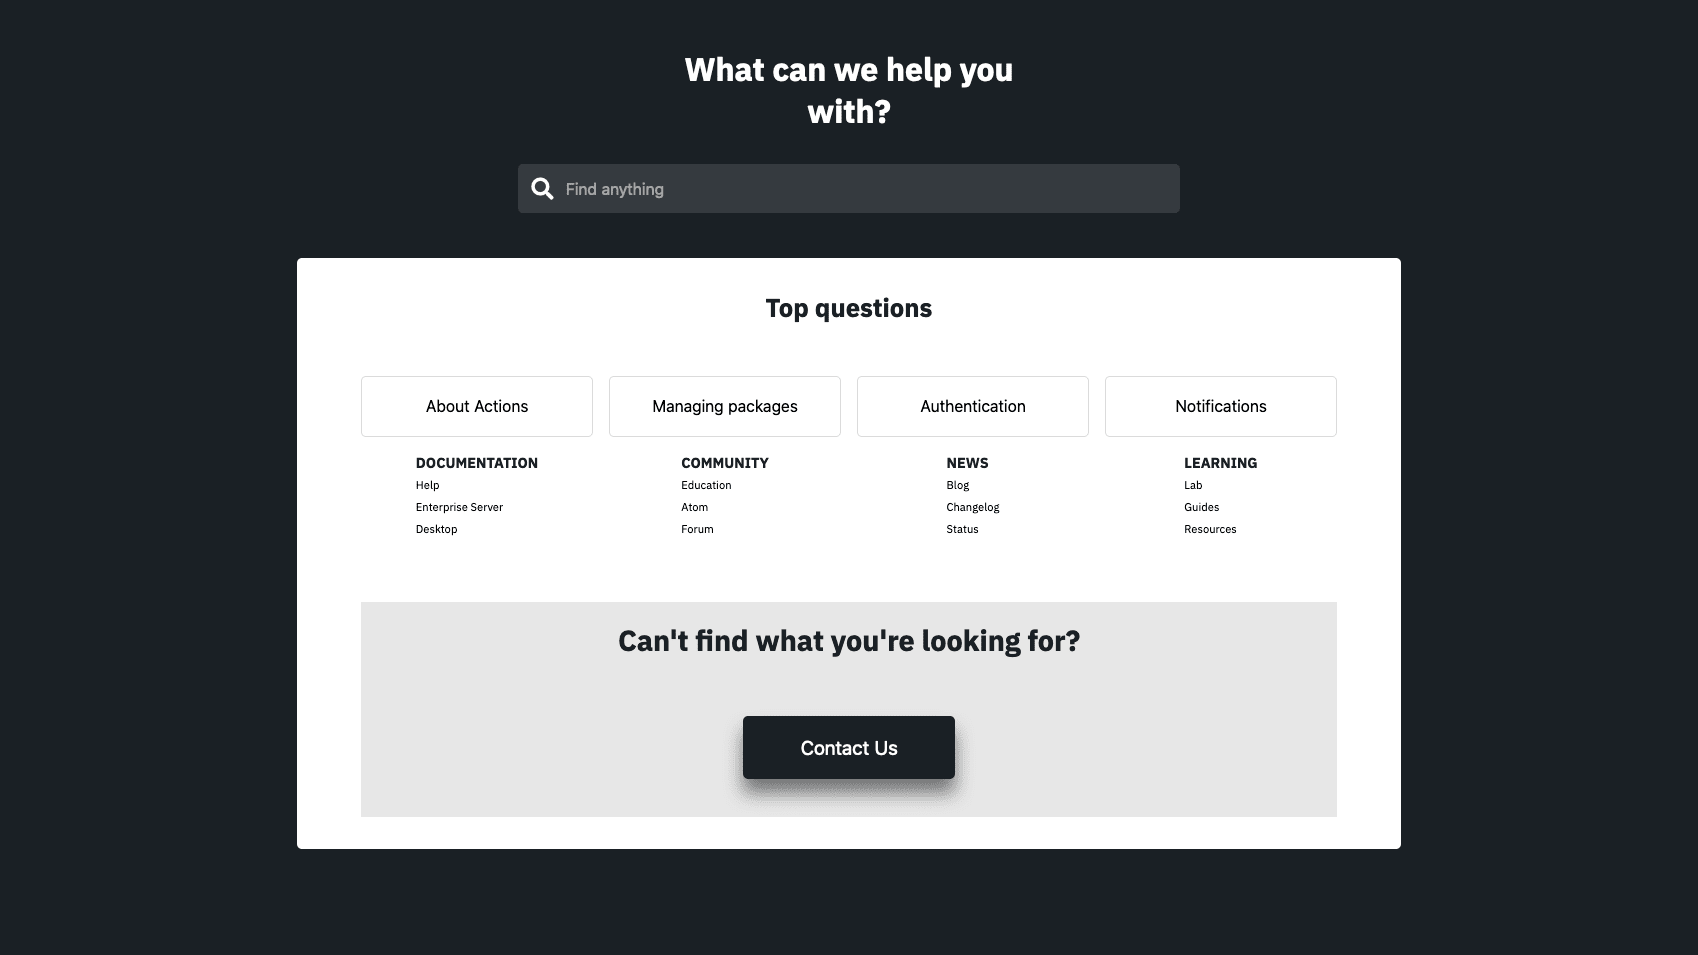 What can we help you
with?
Find anything
Top questions
About Actions
Managing packages
Authentication
Notifications
DOCUMENTATION
Help
Enterprise Server
Desktop
COMMUNITY
Education
Atom
Forum
NEWS
Blog
Changelog
Status
LEARNING
Lab
Guides
Resources
Can't find what you're looking for?
Contact Us